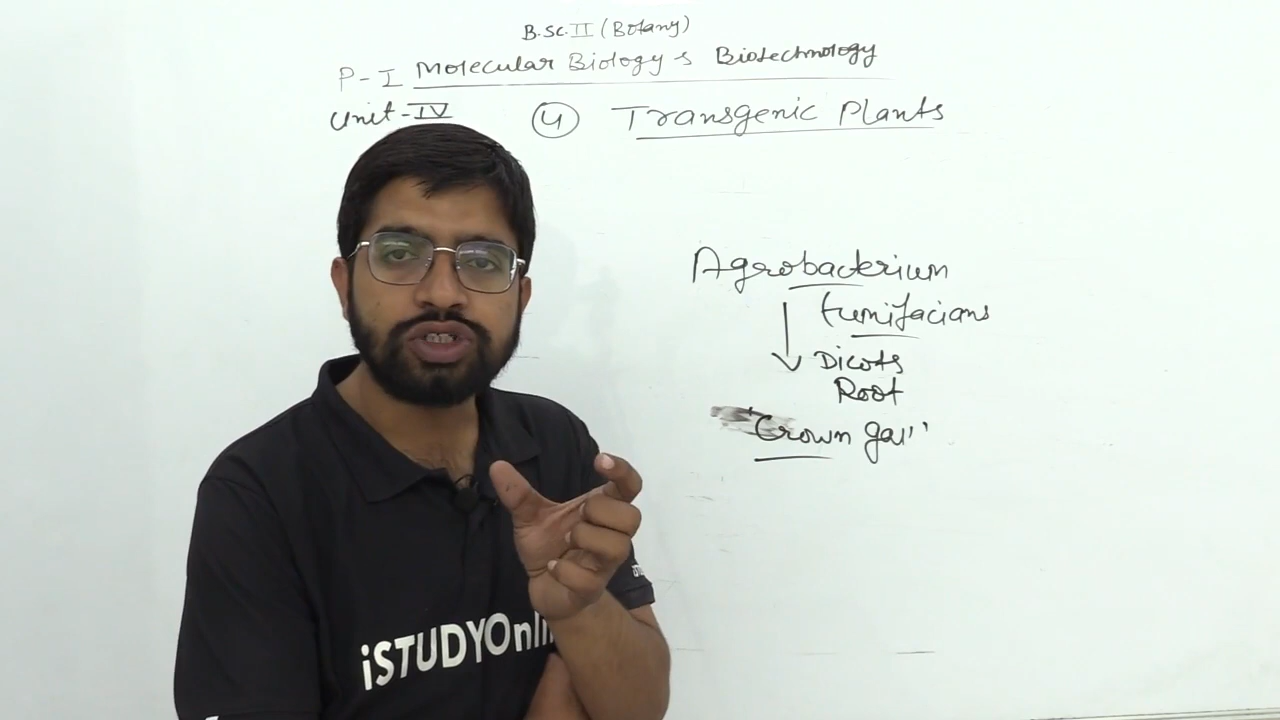 B.Sc.II (Botany)
P-I Molecular Biology & Biotechnology
Unit-IV
4 Transgenic Plants
Agrobacterium
tumifacians
Dicots
Root
"Crown gall"
iSTUDYOnli